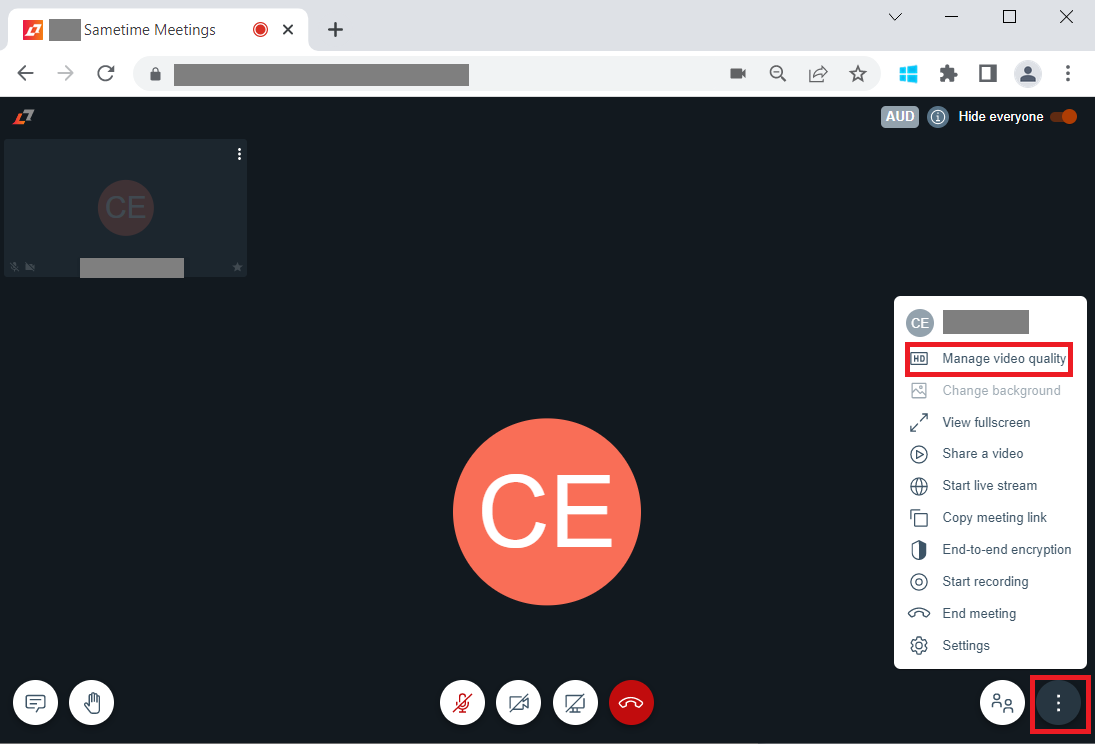 Sametime Meetings
AUD
Hide everyone
CE
CE
CE
HD Manage video quality
Change background
View fullscreen
Share a video
Start live stream
Copy meeting link
End-to-end encryption
Start recording
End meeting
Settings